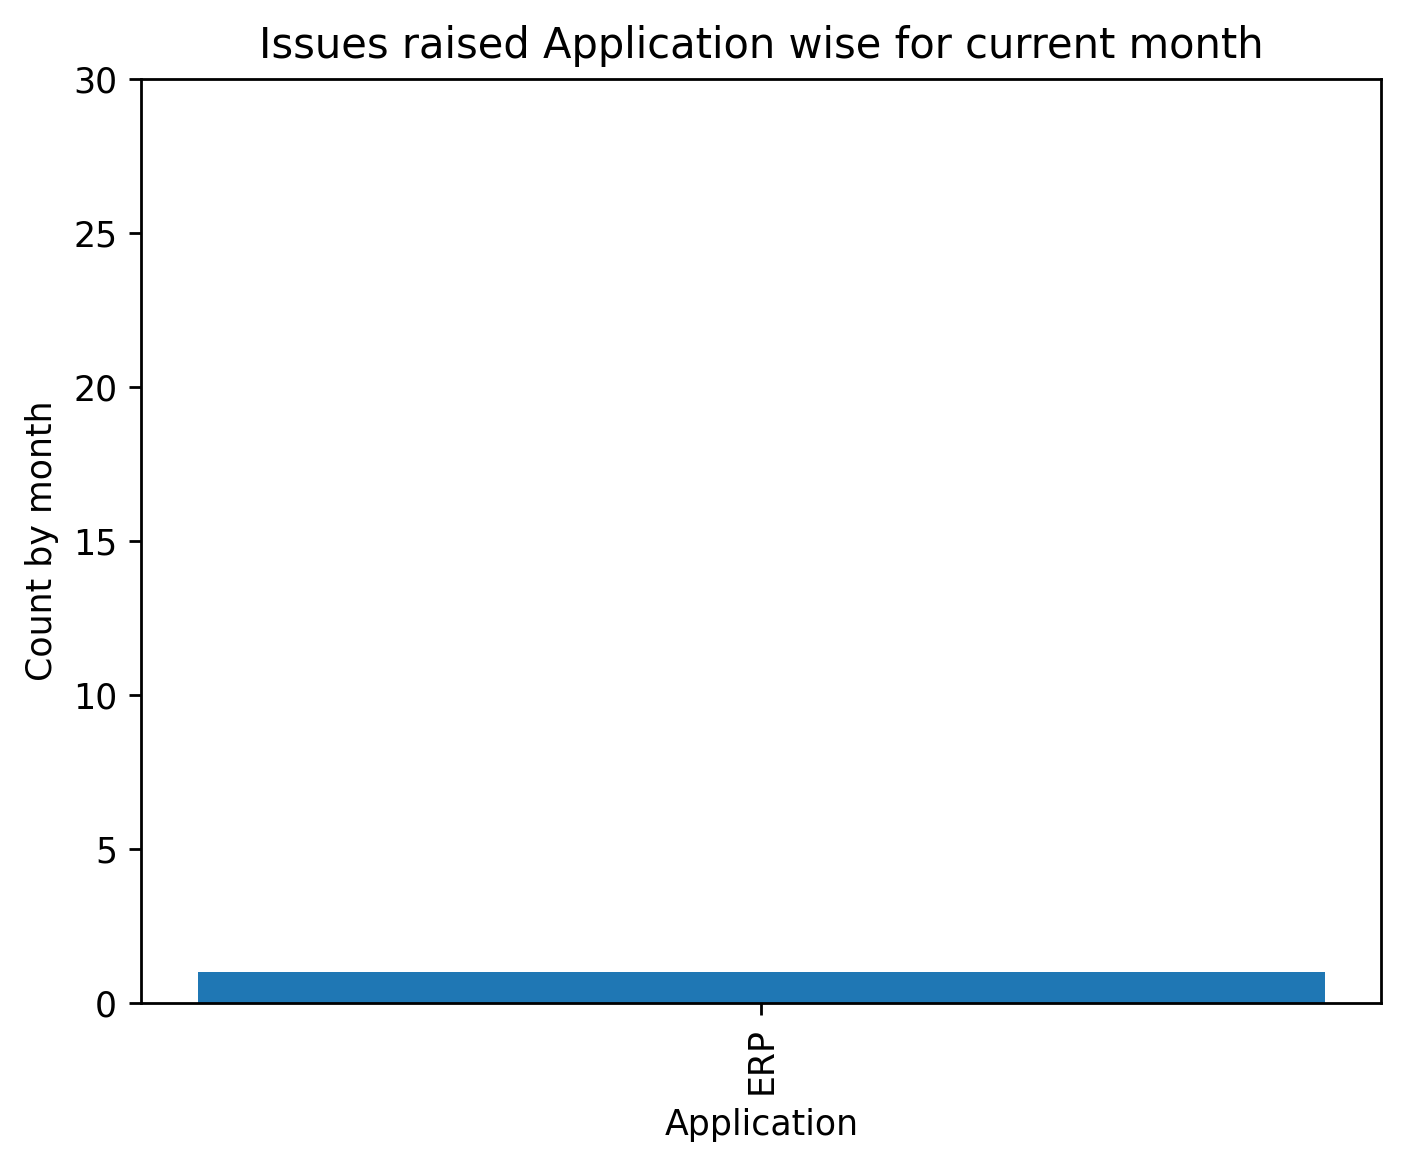 Issues raised Application wise for current month
30
25
20
15
10
5
0
Count by month
ERP
Application